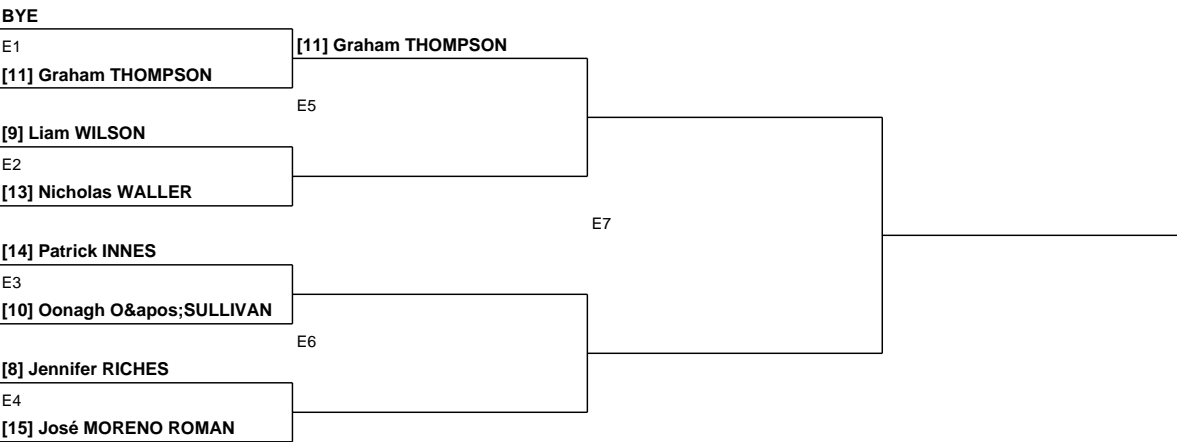 BYE
E1
[11] Graham THOMPSON
[11] Graham THOMPSON
E5
[9] Liam WILSON
E2
[13] Nicholas WALLER
E7
[14] Patrick INNES
E3
[10] Oonagh O&apos;SULLIVAN
E6
[8] Jennifer RICHES
E4
[15] José MORENO ROMAN